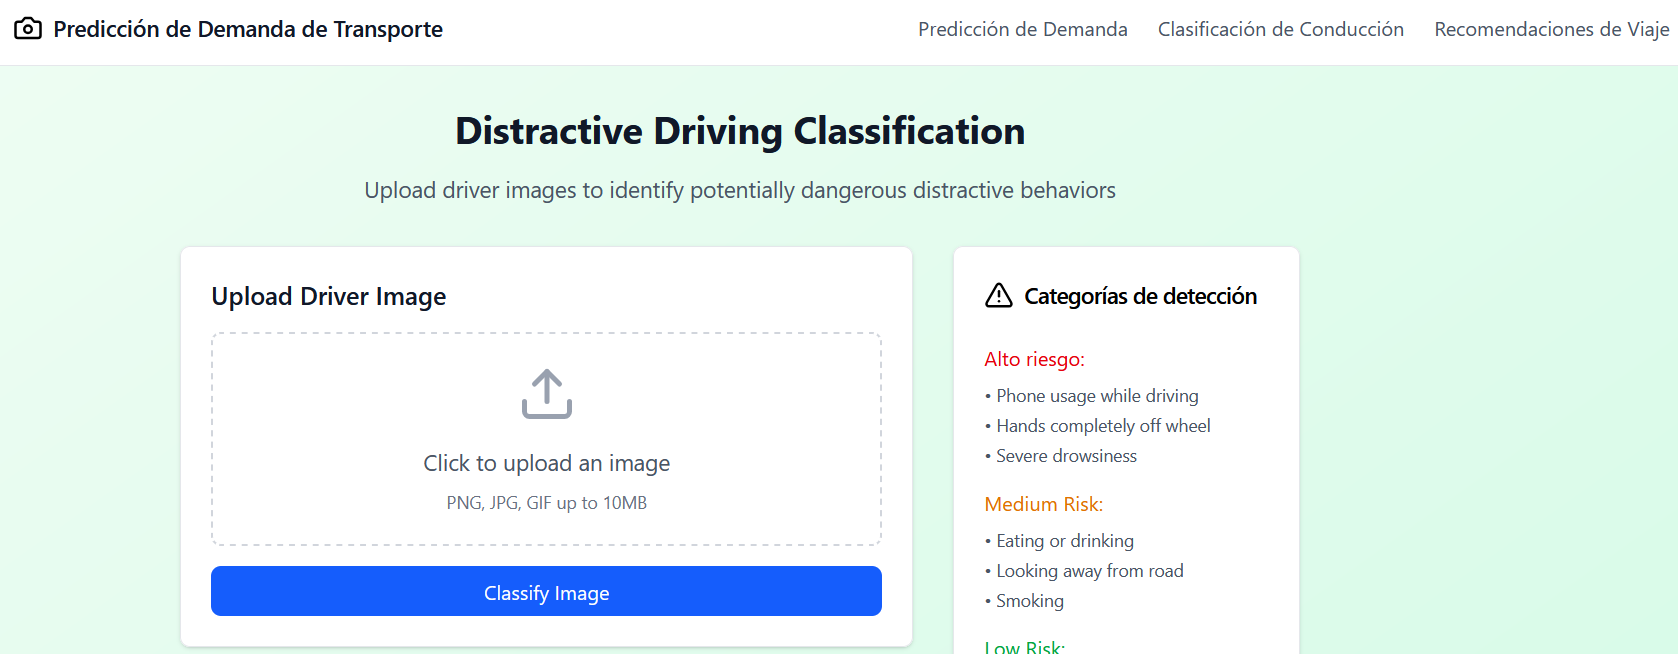 Predicción de Demanda de Transporte
Predicción de Demanda
Clasificación de Conducción
Recomendaciones de Viaje
Distractive Driving Classification
Upload driver images to identify potentially dangerous distractive behaviors
Upload Driver Image
Click to upload an image
PNG, JPG, GIF up to 10MB
Classify Image
Categorías de detección
Alto riesgo:
• Phone usage while driving
• Hands completely off wheel
• Severe drowsiness
Medium Risk:
• Eating or drinking
• Looking away from road
• Smoking
Low Risk: